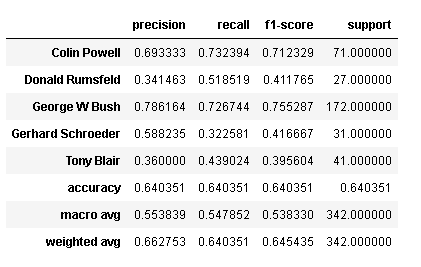 precision recall f1-score support
Colin Powell 0.693333 0.732394 0.712329 71.000000
Donald Rumsfeld 0.341463 0.518519 0.411765 27.000000
George W Bush 0.786164 0.726744 0.755287 172.000000
Gerhard Schroeder 0.588235 0.322581 0.416667 31.000000
Tony Blair 0.360000 0.439024 0.395604 41.000000
accuracy 0.640351 0.640351 0.640351 0.640351
macro avg 0.553839 0.547852 0.538330 342.000000
weighted avg 0.662753 0.640351 0.645435 342.000000